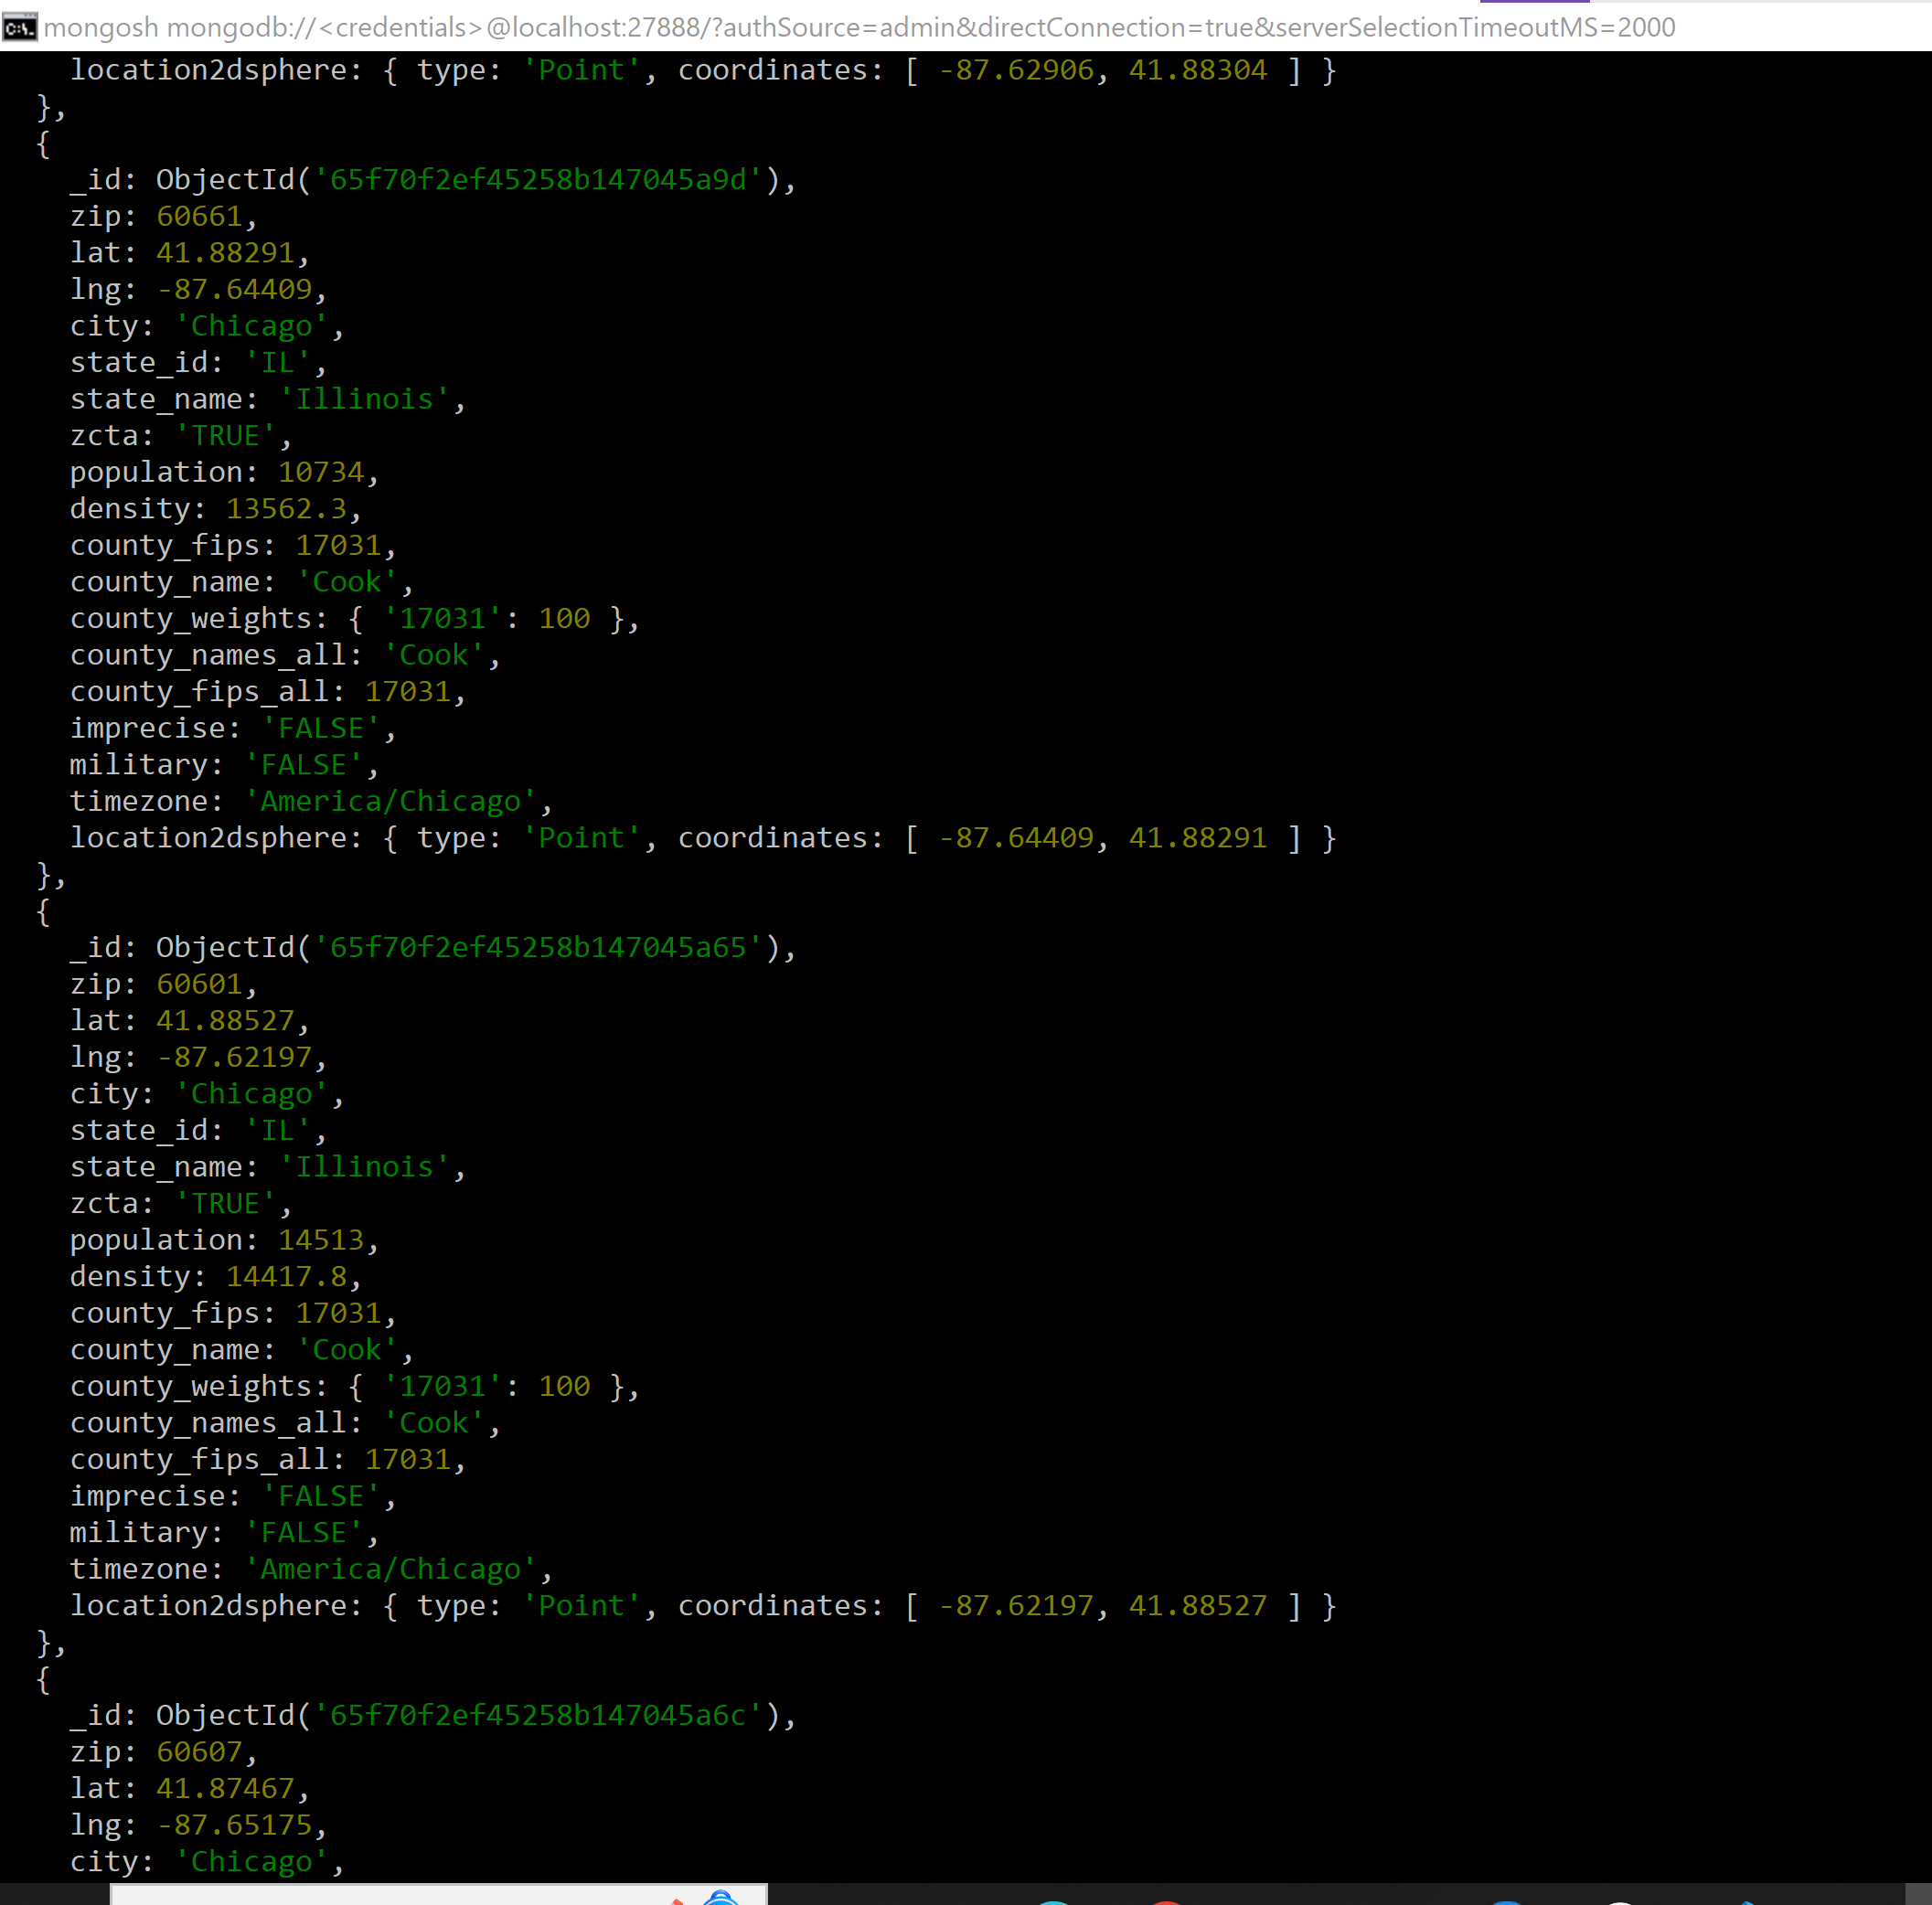 mongosh mongodb://<credentials>@localhost:27888/?authSource=admin&directConnection=true&serverSelectionTimeoutMS=2000
location2dsphere: { type: 'Point', coordinates: [ -87.62906, 41.88304 ] }
},
{
_id: ObjectId('65f70f2ef45258b147045a9d'),
zip: 60661,
lat: 41.88291,
lng: -87.64409,
city: 'Chicago',
state_id: 'IL',
state_name: 'Illinois',
zcta: 'TRUE',
population: 10734,
density: 13562.3,
county_fips: 17031,
county_name: 'Cook',
county_weights: { '17031': 100 },
county_names_all: 'Cook',
county_fips_all: 17031,
imprecise: 'FALSE',
military: 'FALSE',
timezone: 'America/Chicago',
location2dsphere: { type: 'Point', coordinates: [ -87.64409, 41.88291 ] }
},
{
_id: ObjectId('65f70f2ef45258b147045a65'),
zip: 60601,
lat: 41.88527,
lng: -87.62197,
city: 'Chicago',
state_id: 'IL',
state_name: 'Illinois',
zcta: 'TRUE',
population: 14513,
density: 14417.8,
county_fips: 17031,
county_name: 'Cook',
county_weights: { '17031': 100 },
county_names_all: 'Cook',
county_fips_all: 17031,
imprecise: 'FALSE',
military: 'FALSE',
timezone: 'America/Chicago',
location2dsphere: { type: 'Point', coordinates: [ -87.62197, 41.88527 ] }
},
{
_id: ObjectId('65f70f2ef45258b147045a6c'),
zip: 60607,
lat: 41.87467,
lng: -87.65175,
city: 'Chicago',